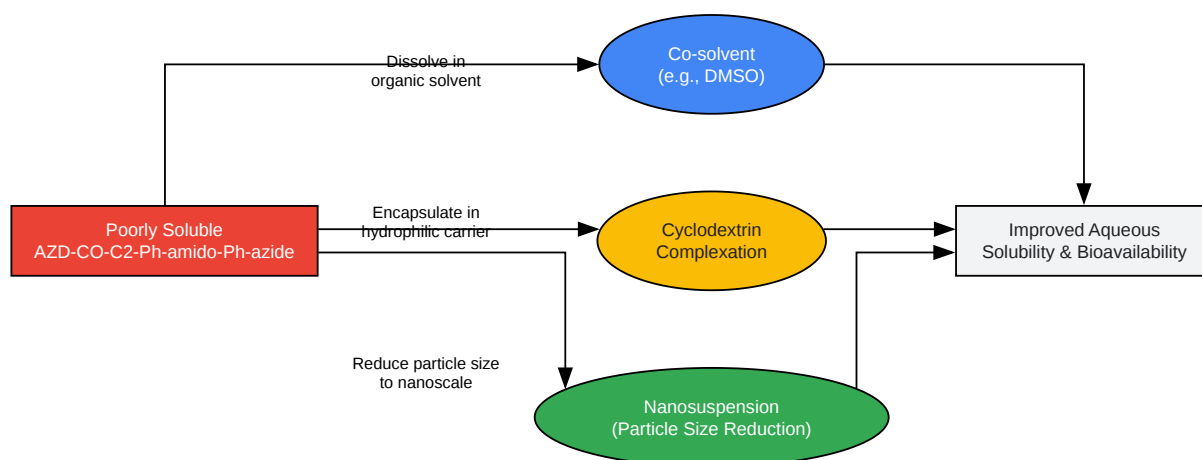 Dissolve in
organic solvent
Co-solvent
(e.g., DMSO)
Poorly Soluble
AZD-CO-C2-Ph-amido-Ph-azide
Encapsulate in
hydrophilic carrier
Cyclodextrin
Complexation
Improved Aqueous
Solubility & Bioavailability
Reduce particle size
to nanoscale
Nanosuspension
(Particle Size Reduction)